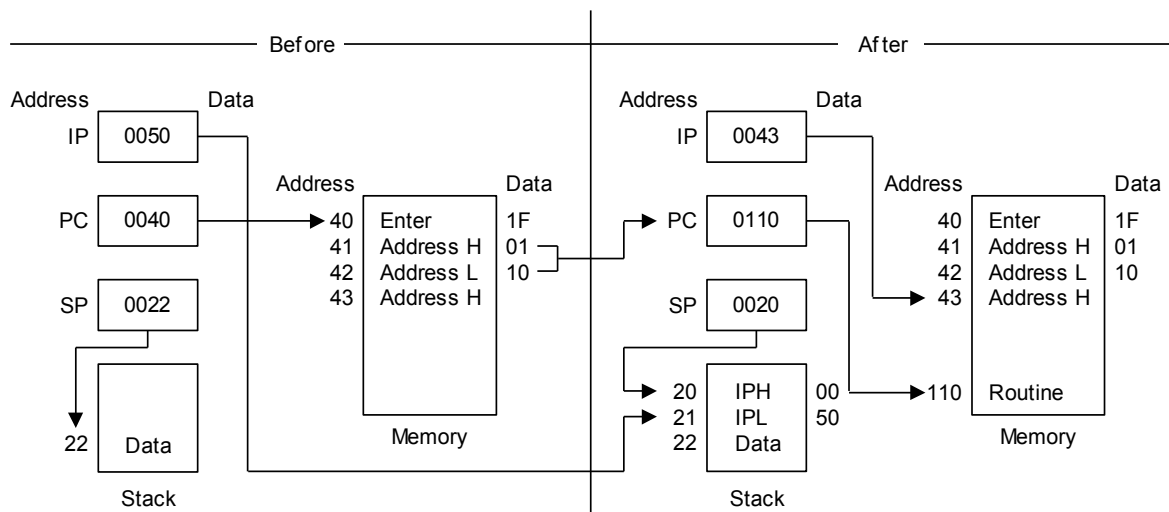 Before
Address Data
IP 0050
Address Data
PC 0040 40 Enter 1F
41 Address H 01
42 Address L 10
43 Address H
SP 0022
22 Data
Memory
Stack
After
Address Data
IP 0043
Address Data
PC 0110 40 Enter 1F
41 Address H 01
42 Address L 10
43 Address H
SP 0020
20 IPH 00 110 Routine
21 IPL 50
22 Data
Memory
Stack